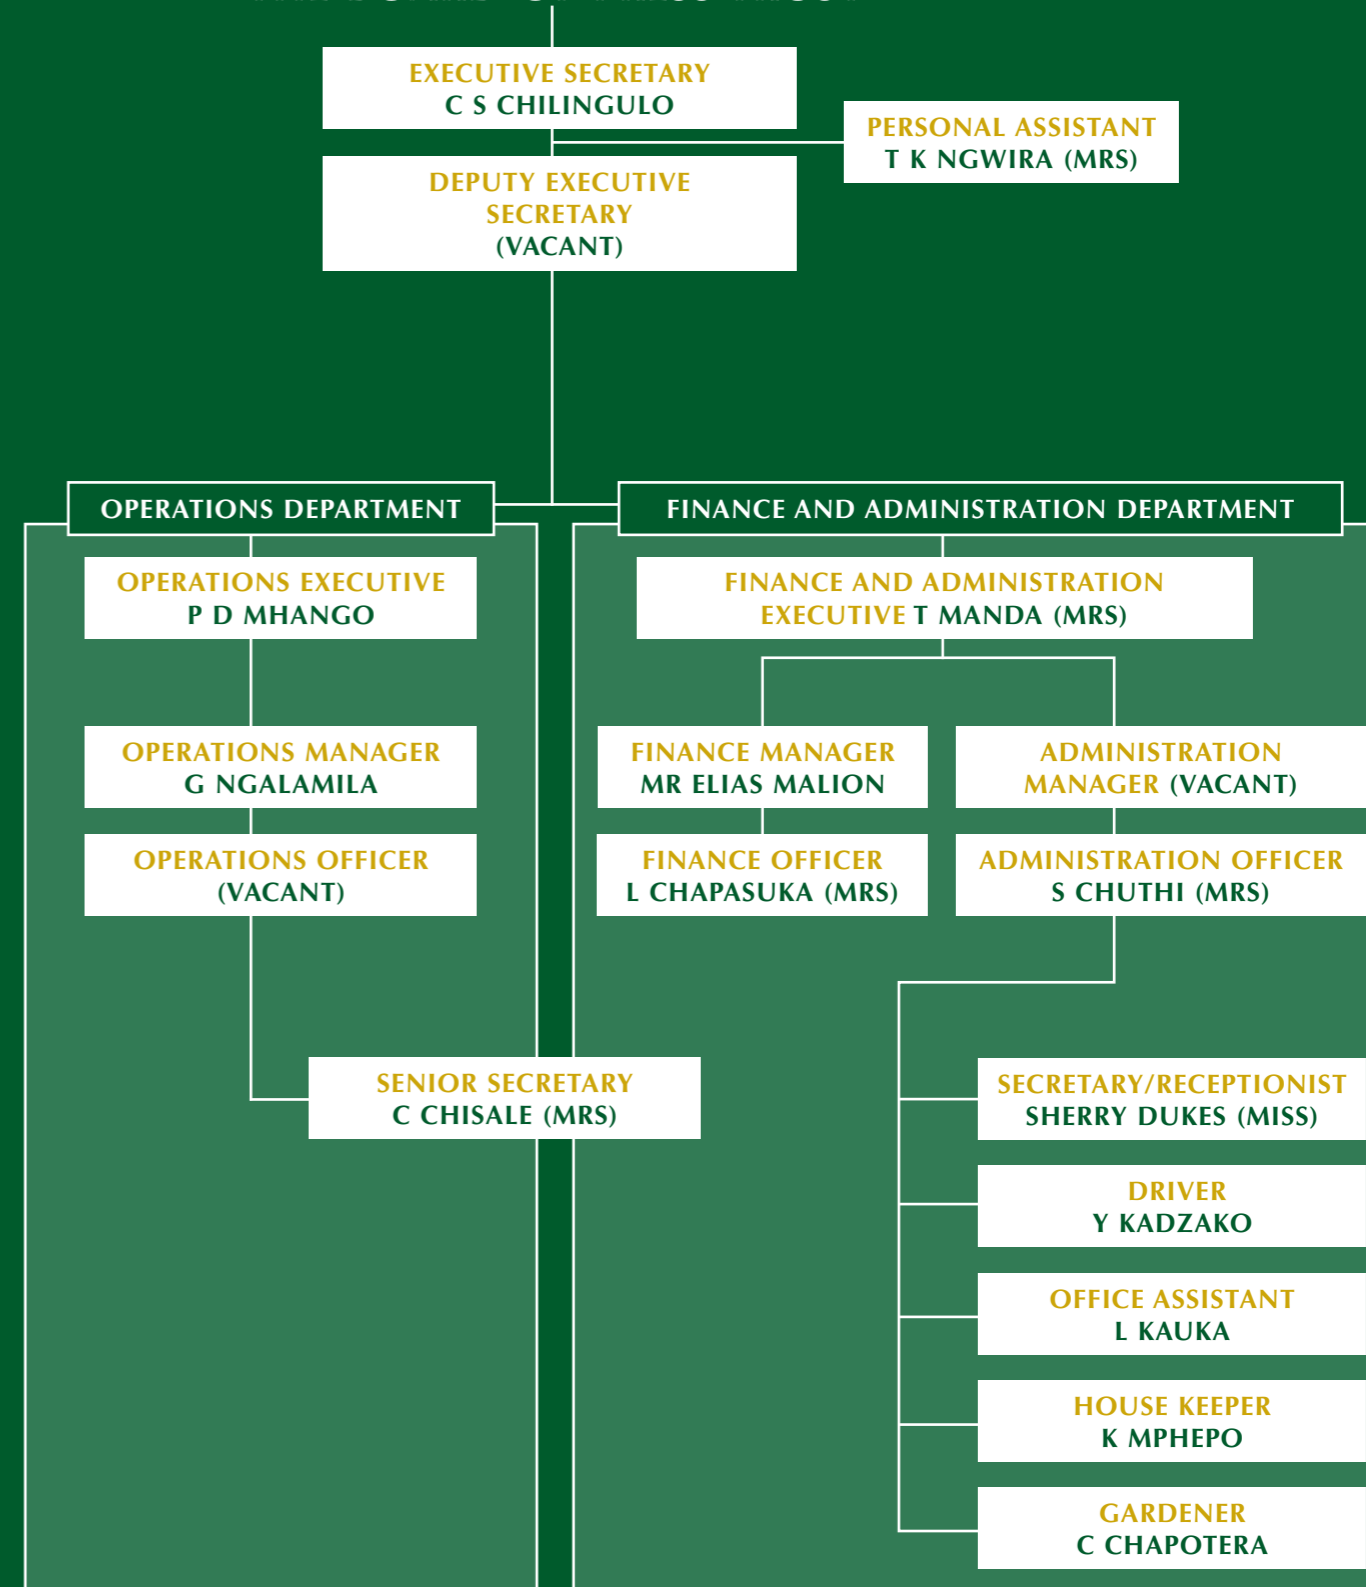 EXECUTIVE SECRETARY
C S CHILINGULO
PERSONAL ASSISTANT
T K NGWIRA (MRS)
DEPUTY EXECUTIVE
SECRETARY
(VACANT)
OPERATIONS DEPARTMENT
OPERATIONS EXECUTIVE
P D MHANGO
OPERATIONS MANAGER
G NGALAMILA
OPERATIONS OFFICER
(VACANT)
SENIOR SECRETARY
C CHISALE (MRS)
FINANCE AND ADMINISTRATION DEPARTMENT
FINANCE AND ADMINISTRATION
EXECUTIVE T MANDA (MRS)
FINANCE MANAGER
MR ELIAS MALION
FINANCE OFFICER
L CHAPASUKA (MRS)
ADMINISTRATION
MANAGER (VACANT)
ADMINISTRATION OFFICER
S CHUTHI (MRS)
SECRETARY/RECEPTIONIST
SHERRY DUKES (MISS)
DRIVER
Y KADZAKO
OFFICE ASSISTANT
L KAUKA
HOUSE KEEPER
K MPHEPO
GARDENER
C CHAPOTERA